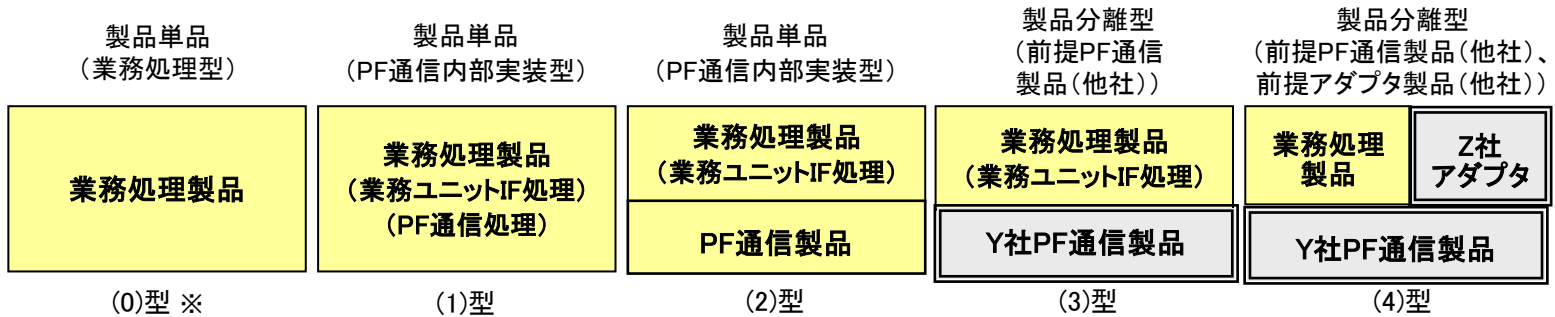 製品単品
(業務処理型)
業務処理製品
(0)型 ※
製品単品
(PF通信内部実装型)
業務処理製品
(業務ユニットIF処理)
(PF通信処理)
(1)型
製品単品
(PF通信内部実装型)
業務処理製品
(業務ユニットIF処理)
PF通信製品
(2)型
製品分離型
(前提PF通信
製品(他社))
業務処理製品
(業務ユニットIF処理)
Y社PF通信製品
(3)型
製品分離型
(前提PF通信製品(他社)、
前提アダプタ製品(他社))
業務処理
製品
Z社
アダプタ
Y社PF通信製品
(4)型